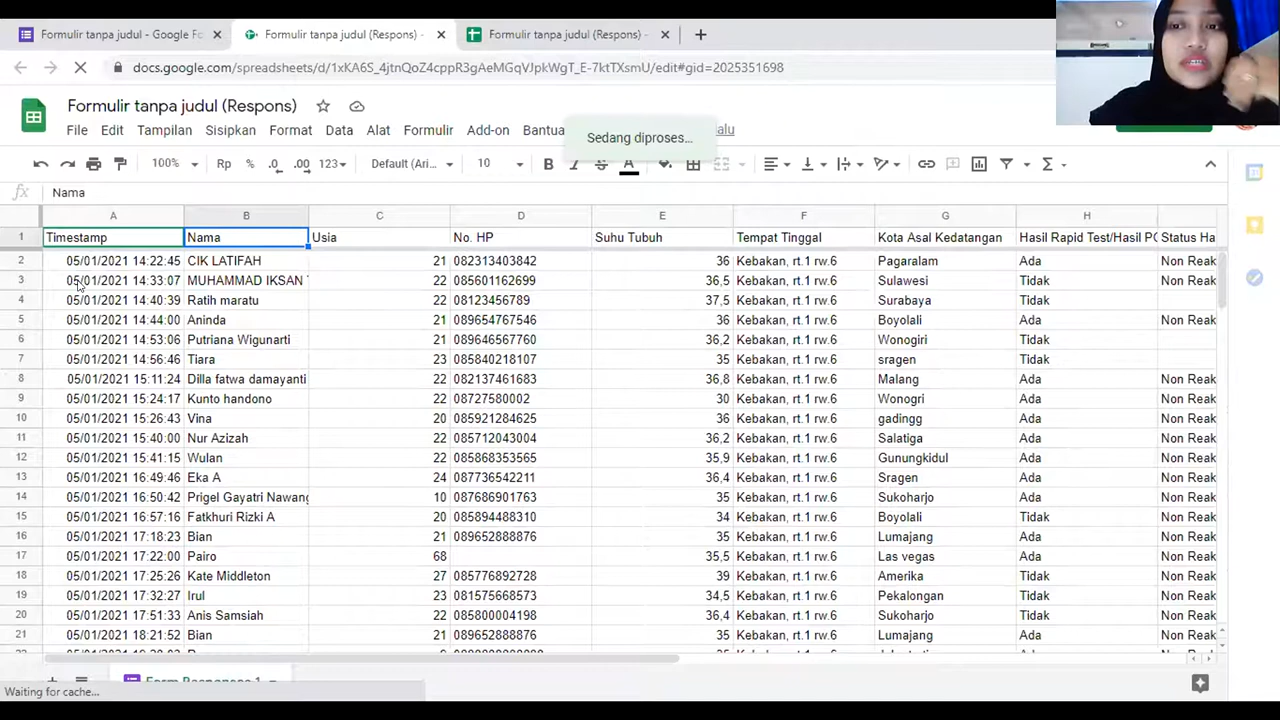 Formulir tanpa judul - Google Fo
Formulir tanpa judul (Respons) -
Formulir tanpa judul (Respons) -
docs.google.com/spreadsheets/d/1xKA6S_4jtnQoZ4cppR3gAeMGqVJpkWgT_E-7ktTXsmU/edit#gid=2025351698
Formulir tanpa judul (Respons)
File Edit Tampilan Sisipkan Format Data Alat Formulir Add-on Bantua
Sedang diproses...
100% Rp % .0 .00 123 Default (Ari... 10 B I S A
fx Nama
A B C D E F G H
1 Timestamp Nama Usia No. HP Suhu Tubuh Tempat Tinggal Kota Asal Kedatangan Hasil Rapid Test/Hasil PC Status Ha
2 05/01/2021 14:22:45 CIK LATIFAH 21 082313403842 36 Kebakan, rt.1 rw.6 Pagaralam Ada Non Reak
3 05/01/2021 14:33:07 MUHAMMAD IKSAN 22 085601162699 36,5 Kebakan, rt.1 rw.6 Sulawesi Tidak Non Reak
4 05/01/2021 14:40:39 Ratih maratu 22 08123456789 37,5 Kebakan, rt.1 rw.6 Surabaya Tidak
5 05/01/2021 14:44:00 Aninda 21 089654767546 36 Kebakan, rt.1 rw.6 Boyolali Ada Non Reak
6 05/01/2021 14:53:06 Putriana Wigunarti 21 089646567760 36,2 Kebakan, rt.1 rw.6 Wonogiri Tidak
7 05/01/2021 14:56:46 Tiara 23 085840218107 35 Kebakan, rt.1 rw.6 sragen Tidak
8 05/01/2021 15:11:24 Dilla fatwa damayanti 22 082137461683 36,8 Kebakan, rt.1 rw.6 Malang Ada Non Reak
9 05/01/2021 15:24:17 Kunto handono 22 08727580002 30 Kebakan, rt.1 rw.6 Wonogri Ada Non Reak
10 05/01/2021 15:26:43 Vina 20 085921284625 36 Kebakan, rt.1 rw.6 gadingg Ada Non Reak
11 05/01/2021 15:40:00 Nur Azizah 22 085712043004 36,2 Kebakan, rt.1 rw.6 Salatiga Ada Non Reak
12 05/01/2021 15:41:15 Wulan 22 085868353565 35,9 Kebakan, rt.1 rw.6 Gunungkidul Ada Non Reak
13 05/01/2021 16:49:46 Eka A 24 087736542211 36,4 Kebakan, rt.1 rw.6 Sragen Ada Non Reak
14 05/01/2021 16:50:42 Prigel Gayatri Nawang 10 087686901763 35 Kebakan, rt.1 rw.6 Sukoharjo Ada Non Reak
15 05/01/2021 16:57:16 Fatkhuri Rizki A 20 085894488310 34 Kebakan, rt.1 rw.6 Boyolali Tidak Non Reak
16 05/01/2021 17:18:23 Bian 21 089652888876 35 Kebakan, rt.1 rw.6 Lumajang Ada Non Reak
17 05/01/2021 17:22:00 Pairo 68 35,5 Kebakan, rt.1 rw.6 Las vegas Ada Non Reak
18 05/01/2021 17:25:26 Kate Middleton 27 085776892728 39 Kebakan, rt.1 rw.6 Amerika Tidak Non Reak
19 05/01/2021 17:32:27 Irul 23 081575668573 34,5 Kebakan, rt.1 rw.6 Pekalongan Tidak Non Reak
20 05/01/2021 17:51:33 Anis Samsiah 22 085800004198 36,4 Kebakan, rt.1 rw.6 Sukoharjo Tidak Non Reak
21 05/01/2021 18:21:52 Bian 21 089652888876 35 Kebakan, rt.1 rw.6 Lumajang Ada Non Reak
Waiting for cache...